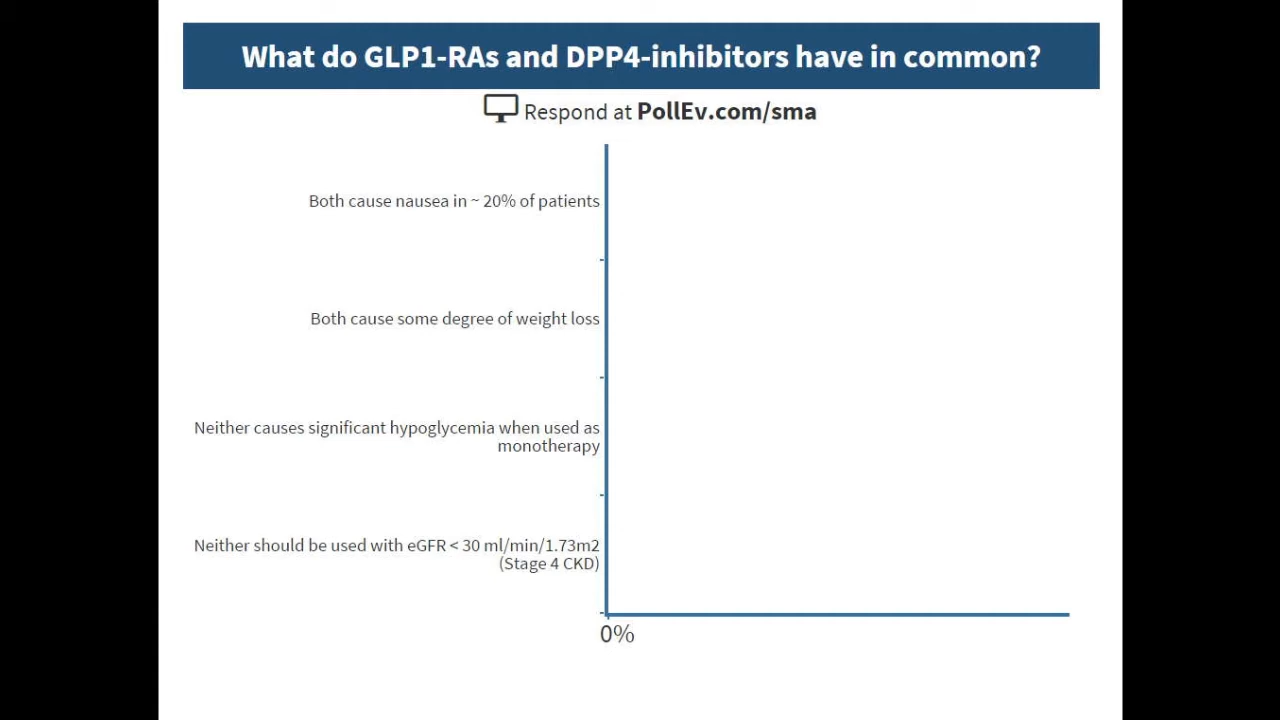 What do GLP1-RAs and DPP4-inhibitors have in common?
Respond at PollEv.com/sma
Both cause nausea in ~ 20% of patients
Both cause some degree of weight loss
Neither causes significant hypoglycemia when used as
monotherapy
Neither should be used with eGFR < 30 ml/min/1.73m2
(Stage 4 CKD)
0%